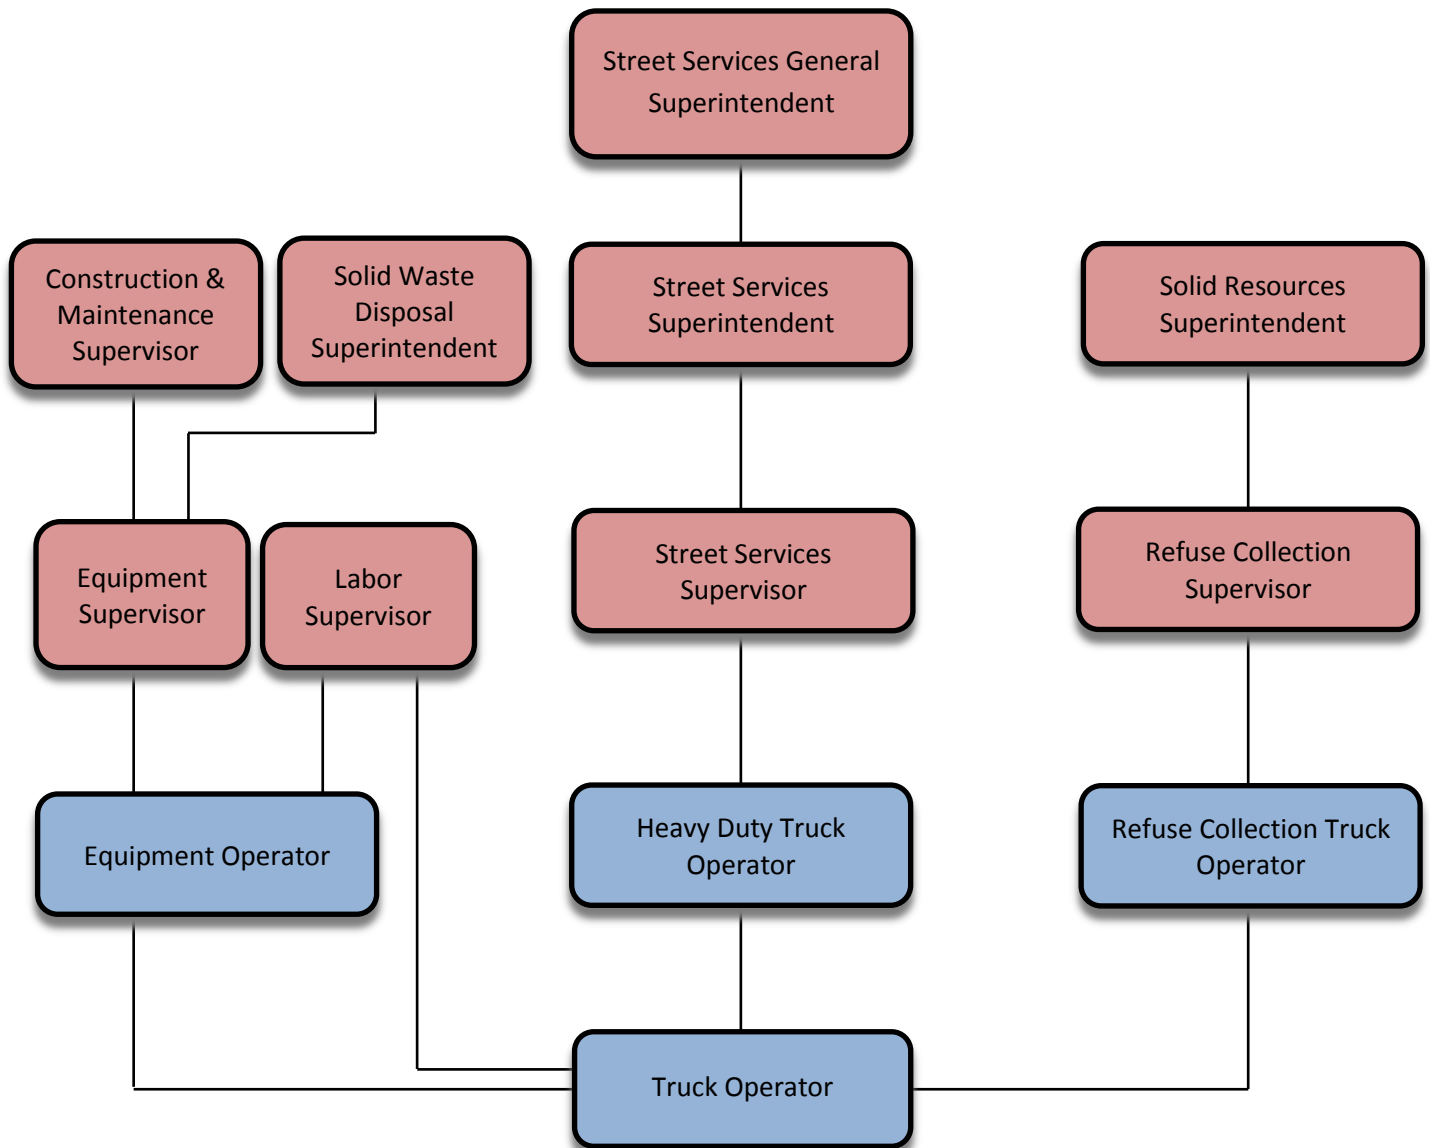 Street Services General
Superintendent
Construction &
Maintenance
Supervisor
Solid Waste
Disposal
Superintendent
Street Services
Superintendent
Solid Resources
Superintendent
Equipment
Supervisor
Labor
Supervisor
Street Services
Supervisor
Refuse Collection
Supervisor
Equipment Operator
Heavy Duty Truck
Operator
Refuse Collection Truck
Operator
Truck Operator